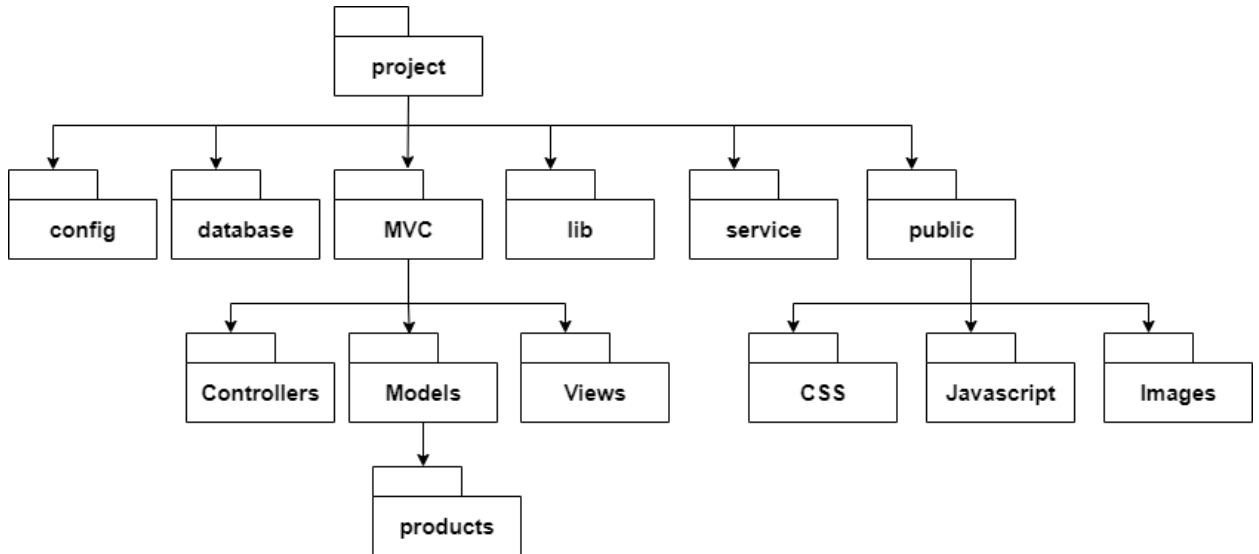 project
config
database
MVC
lib
service
public
Controllers
Models
Views
CSS
Javascript
Images
products